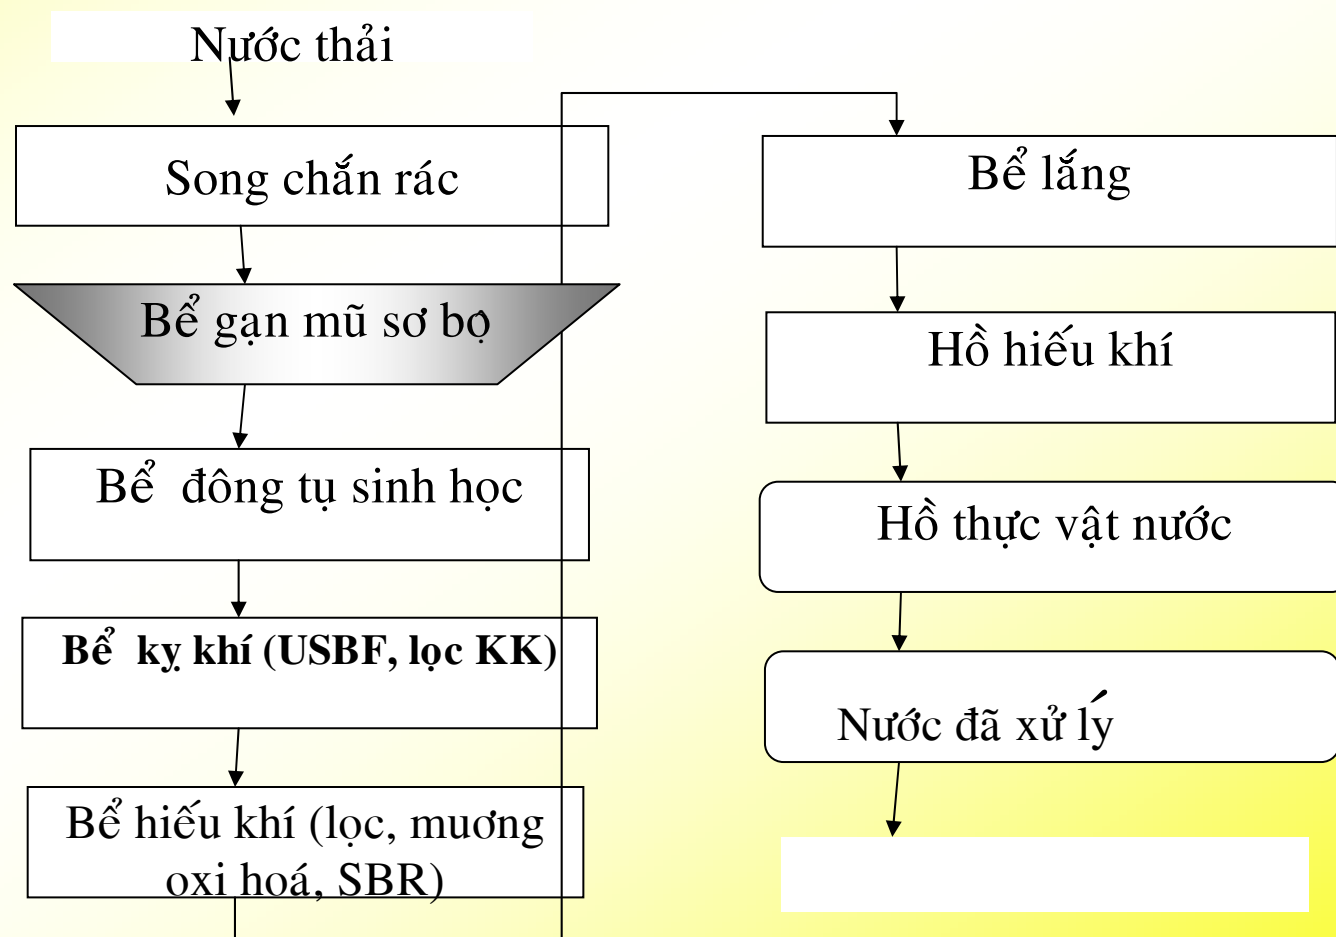 Nước thải
Song chắn rác
Bể gạn mũ sơ bọ
Bể đông tụ sinh học
Bể kỵ khí (USBF, lọc KK)
Bể hiếu khí (lọc, muơng
oxi hoá, SBR)
Bể lắng
Hồ hiếu khí
Hồ thực vật nước
Nước đã xử lý